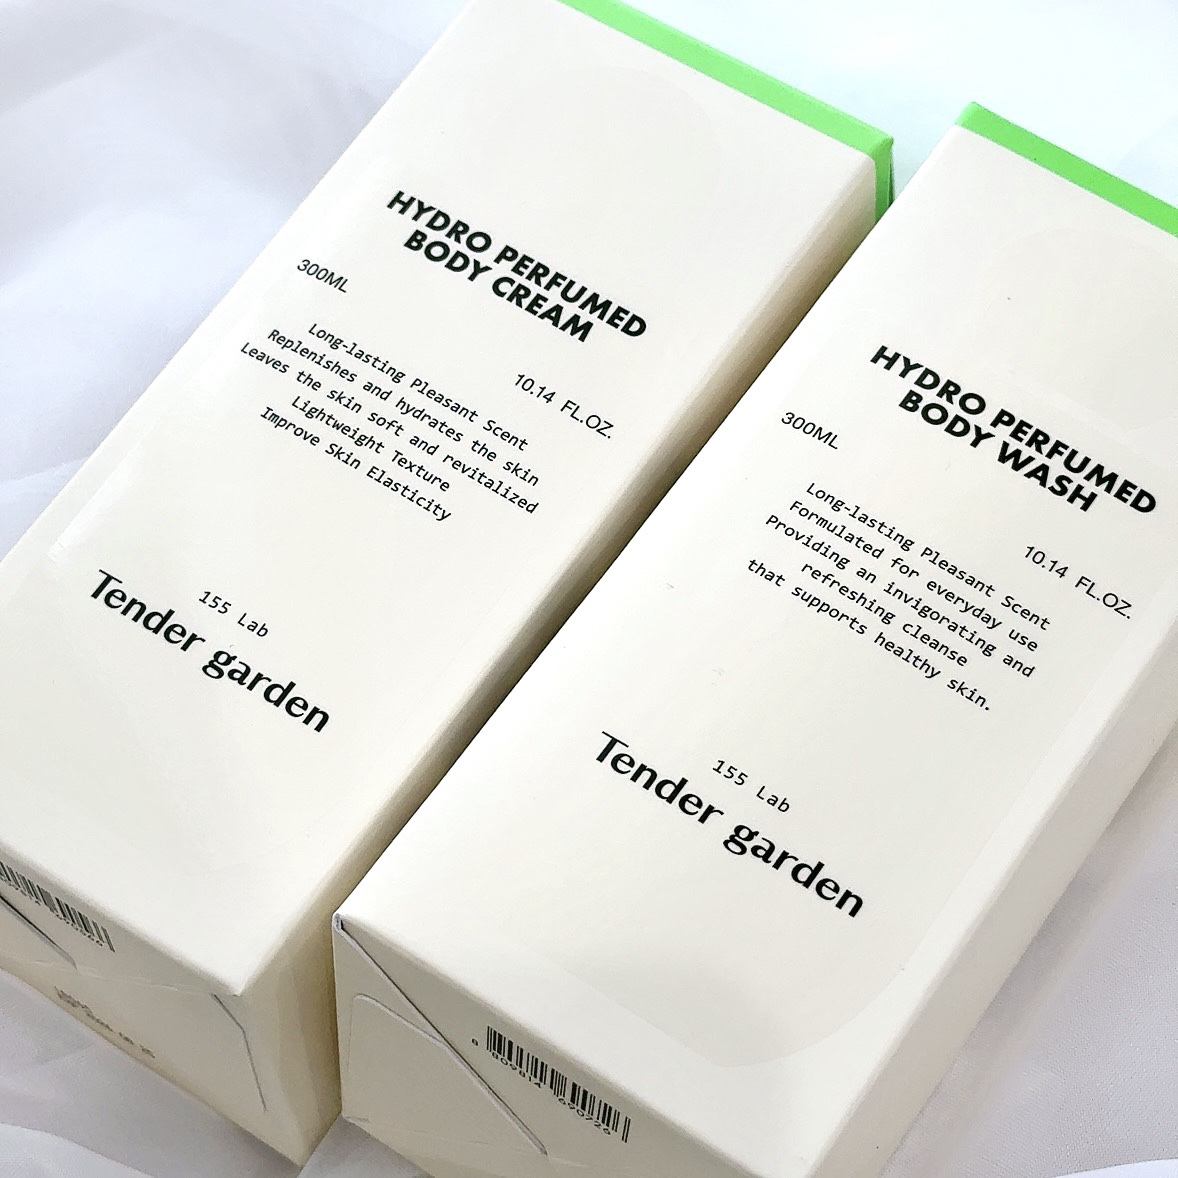 HYDRO PERFUMED
BODY CREAM
300ML
10.14 FL.OZ.
Long-lasting Pleasant Scent
Replenishes and hydrates the skin
Leaves the skin soft and revitalized
Lightweight Texture
Improve Skin Elasticity
155 Lab
Tender garden
HYDRO PERFUMED
BODY WASH
300ML
10.14 FL.OZ.
Long-lasting Pleasant Scent
Formulated for everyday use
Providing an invigorating and
refreshing cleanse
that supports healthy skin.
155 Lab
Tender garden
8 809814 690726